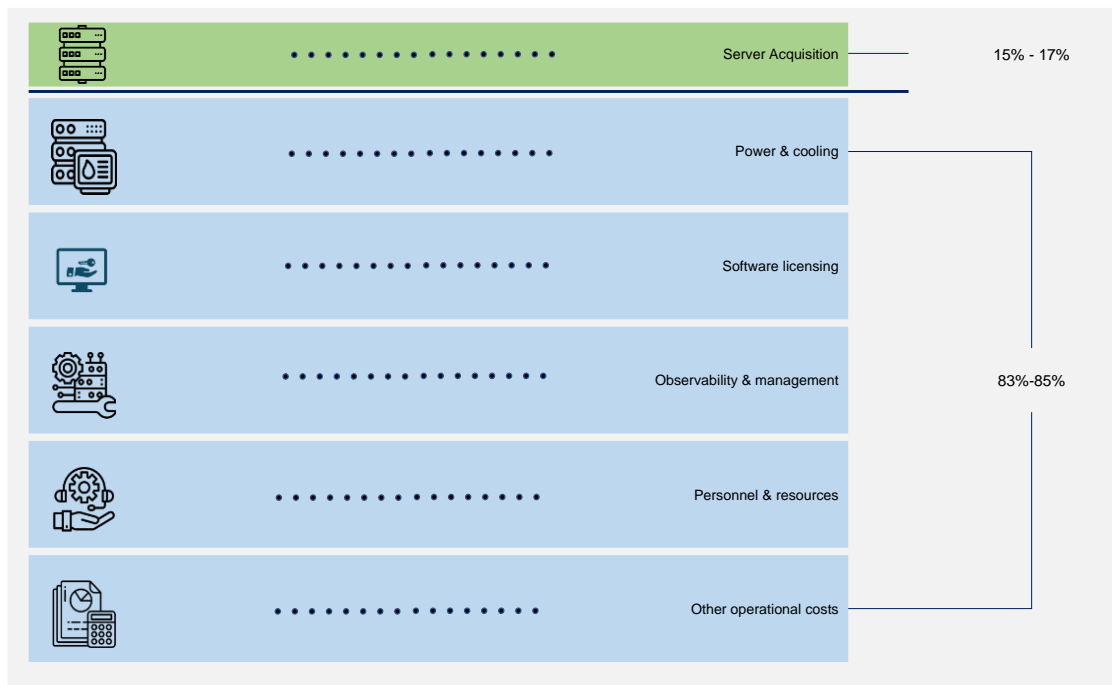 Server Acquisition
15% - 17%
Power & cooling
Software licensing
Observability & management
83%-85%
Personnel & resources
Other operational costs